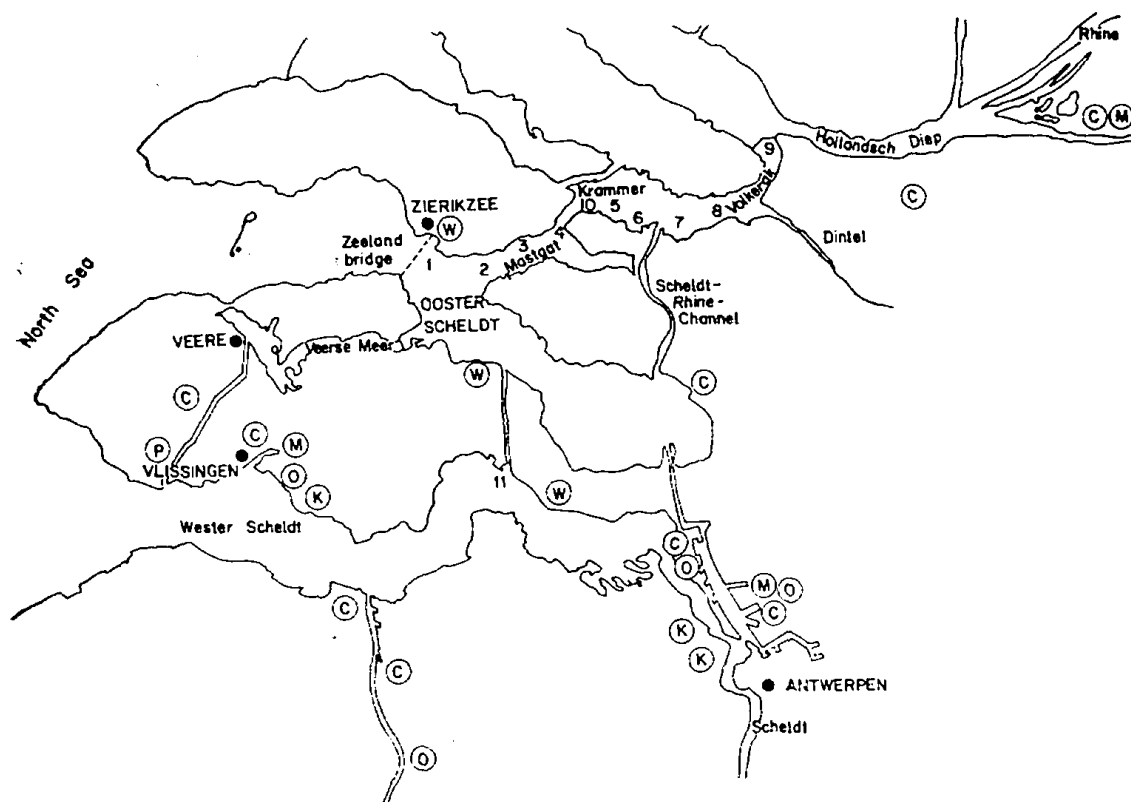 Rhine
C M
Hollandsch Diep
9
C
Krammer
10 5
6
7
8
Volkerak
Dintel
ZIERIKZEE
W
Zeeland
bridge
1
2
3
4
Mastgat
Scheldt-
Rhine-
Channel
North Sea
OOSTER
SCHELDT
VEERE
Veerse Meer
W
C
C
P
C
M
VLISSINGEN
O
K
11
W
Wester Scheldt
C
O
M O
C
C
K
K
C
ANTWERPEN
Scheldt
O